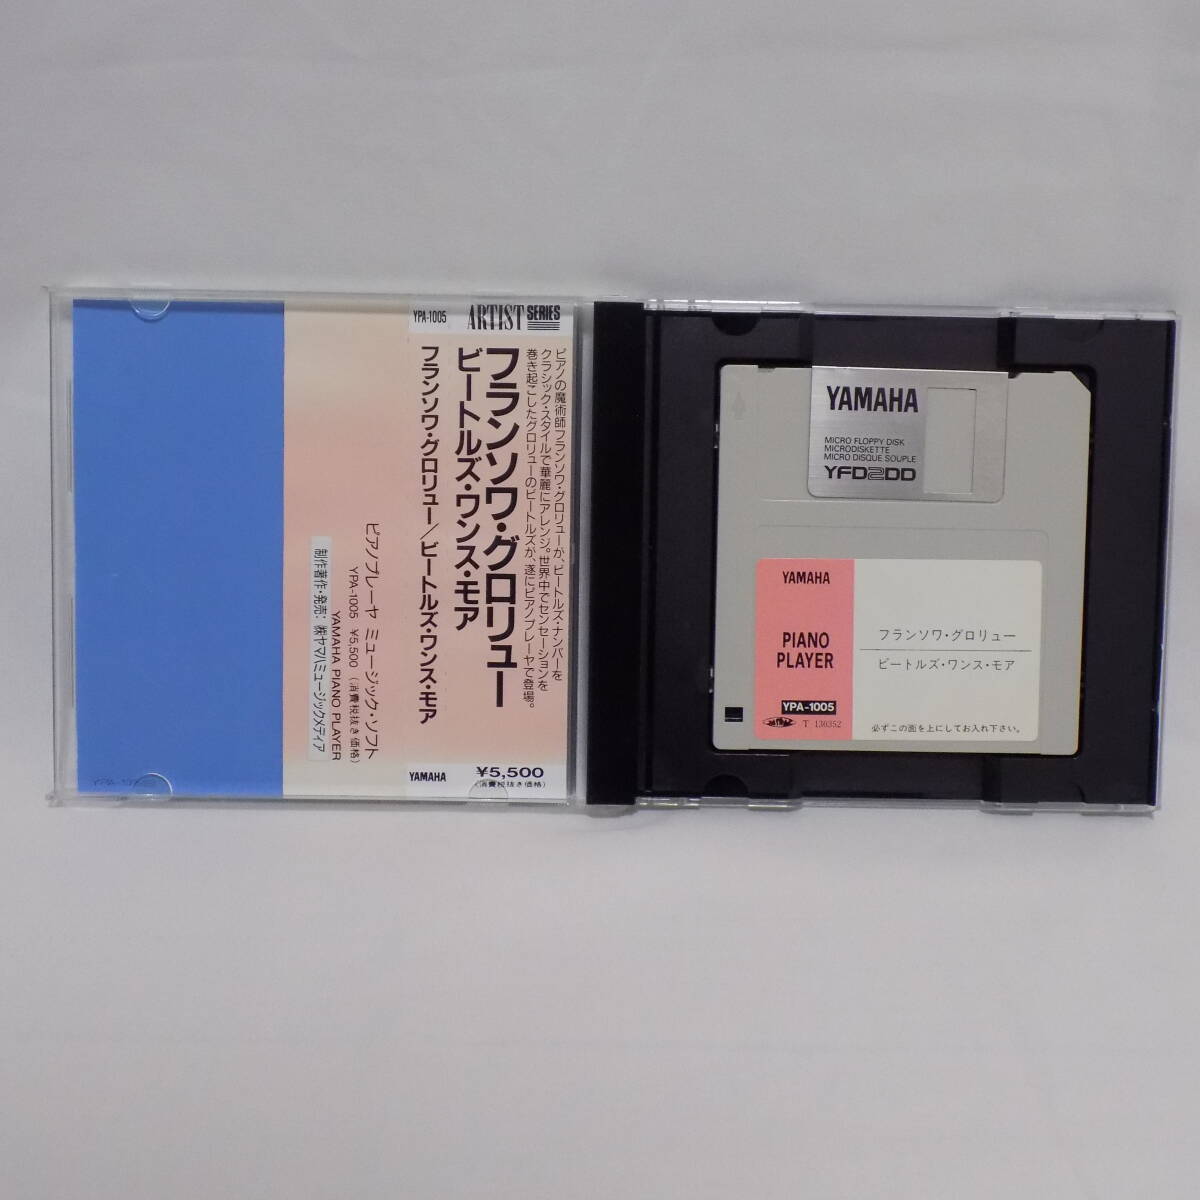 YPA-1005
ARTIST SERIES
ピアノの魔術師フランソワ・グロリューが、ビートルズ・ナンバーを
クラシック・スタイルで華麗にアレンジ。世界中でセンセーションを
巻き起こしたグロリューのビートルズが、遂にピアノプレーヤで登場。
フランソワ・グロリュー
ビートルズ・ワンス・モア
フランソワ・グロリュー/ビートルズ・ワンス・モア
ピアノプレーヤ ミュージック・ソフト
YPA-1005 ¥5,500(消費税抜き価格)
YAMAHA PIANO PLAYER
制作著作・発売:㈱ヤマハミュージックメディア
YAMAHA
¥5,500
(消費税抜き価格)
YAMAHA
MICRO FLOPPY DISK
MICRODISKETTE
MICRO DISQUE SOUPLE
YFD2DD
YAMAHA
PIANO
PLAYER
YPA-1005
T 130352
フランソワ・グロリュー
ビートルズ・ワンス・モア
必ずこの面を上にしてお入れ下さい。